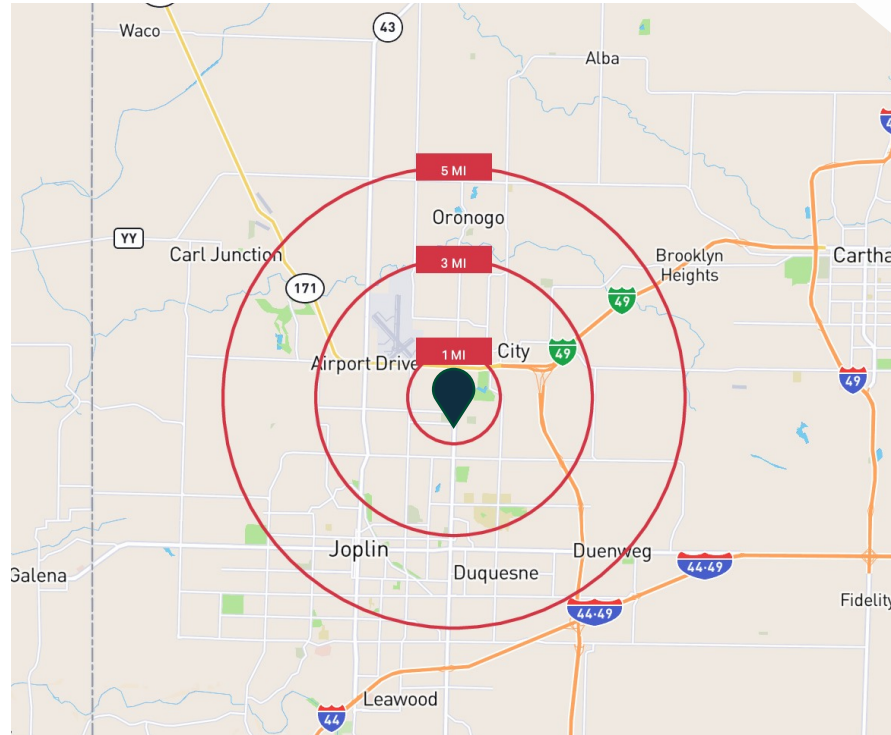 Waco
43
Alba
4
5 MI
Oronogo
YY
Carl Junction
3 MI
Brooklyn
Heights
Cartha
171
49
1 MI
City
49
Airport Drive
49
Joplin
Duenweg
44-49
Galena
Duquesne
Fidelity
44-49
Leawood
44